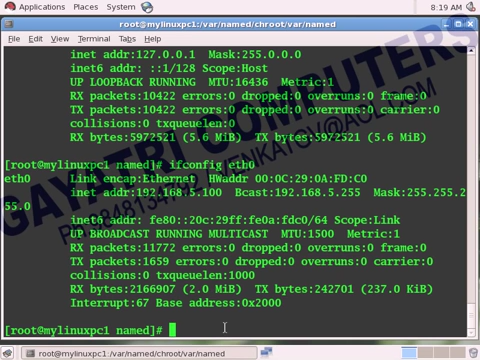 Applications Places System
8:19 AM
root@mylinuxpc1:/var/named/chroot/var/named
File Edit View Terminal Tabs Help
inet addr:127.0.0.1 Mask:255.0.0.0
inet6 addr: ::1/128 Scope:Host
UP LOOPBACK RUNNING MTU:16436 Metric:1
RX packets:10422 errors:0 dropped:0 overruns:0 frame:0
TX packets:10422 errors:0 dropped:0 overruns:0 carrier:0
collisions:0 txqueuelen:0
RX bytes:5972521 (5.6 MiB) TX bytes:5972521 (5.6 MiB)
[root@mylinuxpc1 named]# ifconfig eth0
eth0 Link encap:Ethernet HWaddr 00:0C:29:0A:FD:C0
inet addr:192.168.5.100 Bcast:192.168.5.255 Mask:255.255.2
55.0
inet6 addr: fe80::20c:29ff:fe0a:fdc0/64 Scope:Link
UP BROADCAST RUNNING MULTICAST MTU:1500 Metric:1
RX packets:11772 errors:0 dropped:0 overruns:0 frame:0
TX packets:1659 errors:0 dropped:0 overruns:0 carrier:0
collisions:0 txqueuelen:1000
RX bytes:2166907 (2.0 MiB) TX bytes:242701 (237.0 KiB)
Interrupt:67 Base address:0x2000
[root@mylinuxpc1 named]#
GAYATRI COMPUTERS
root@mylinuxpc1:/var/named/chroot/var/named